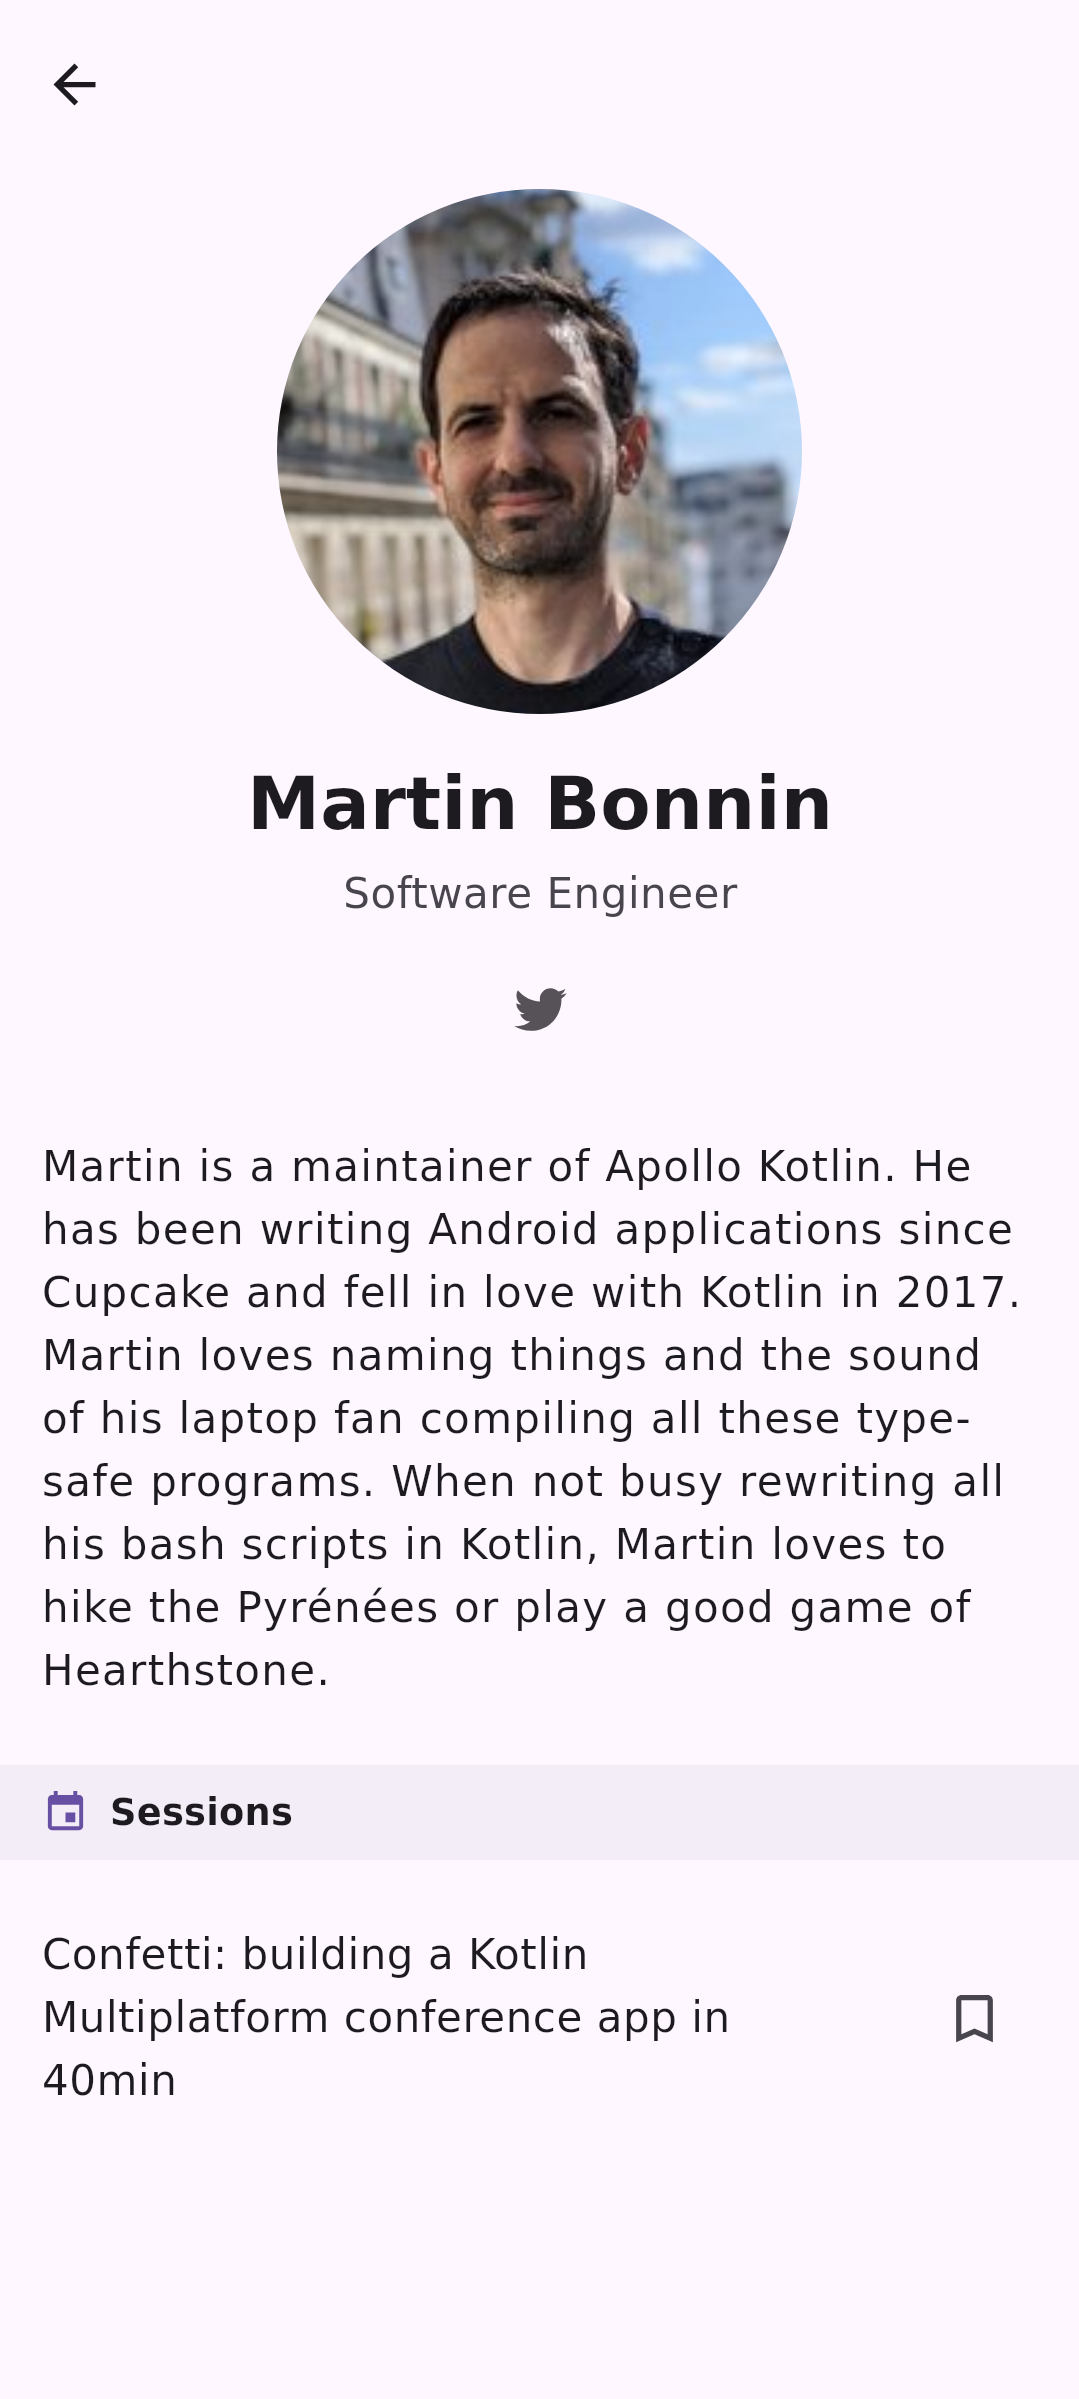 Martin Bonnin
Software Engineer
Martin is a maintainer of Apollo Kotlin. He
has been writing Android applications since
Cupcake and fell in love with Kotlin in 2017.
Martin loves naming things and the sound
of his laptop fan compiling all these type-
safe programs. When not busy rewriting all
his bash scripts in Kotlin, Martin loves to
hike the Pyrénées or play a good game of
Hearthstone.
Sessions
Confetti: building a Kotlin
Multiplatform conference app in
40min